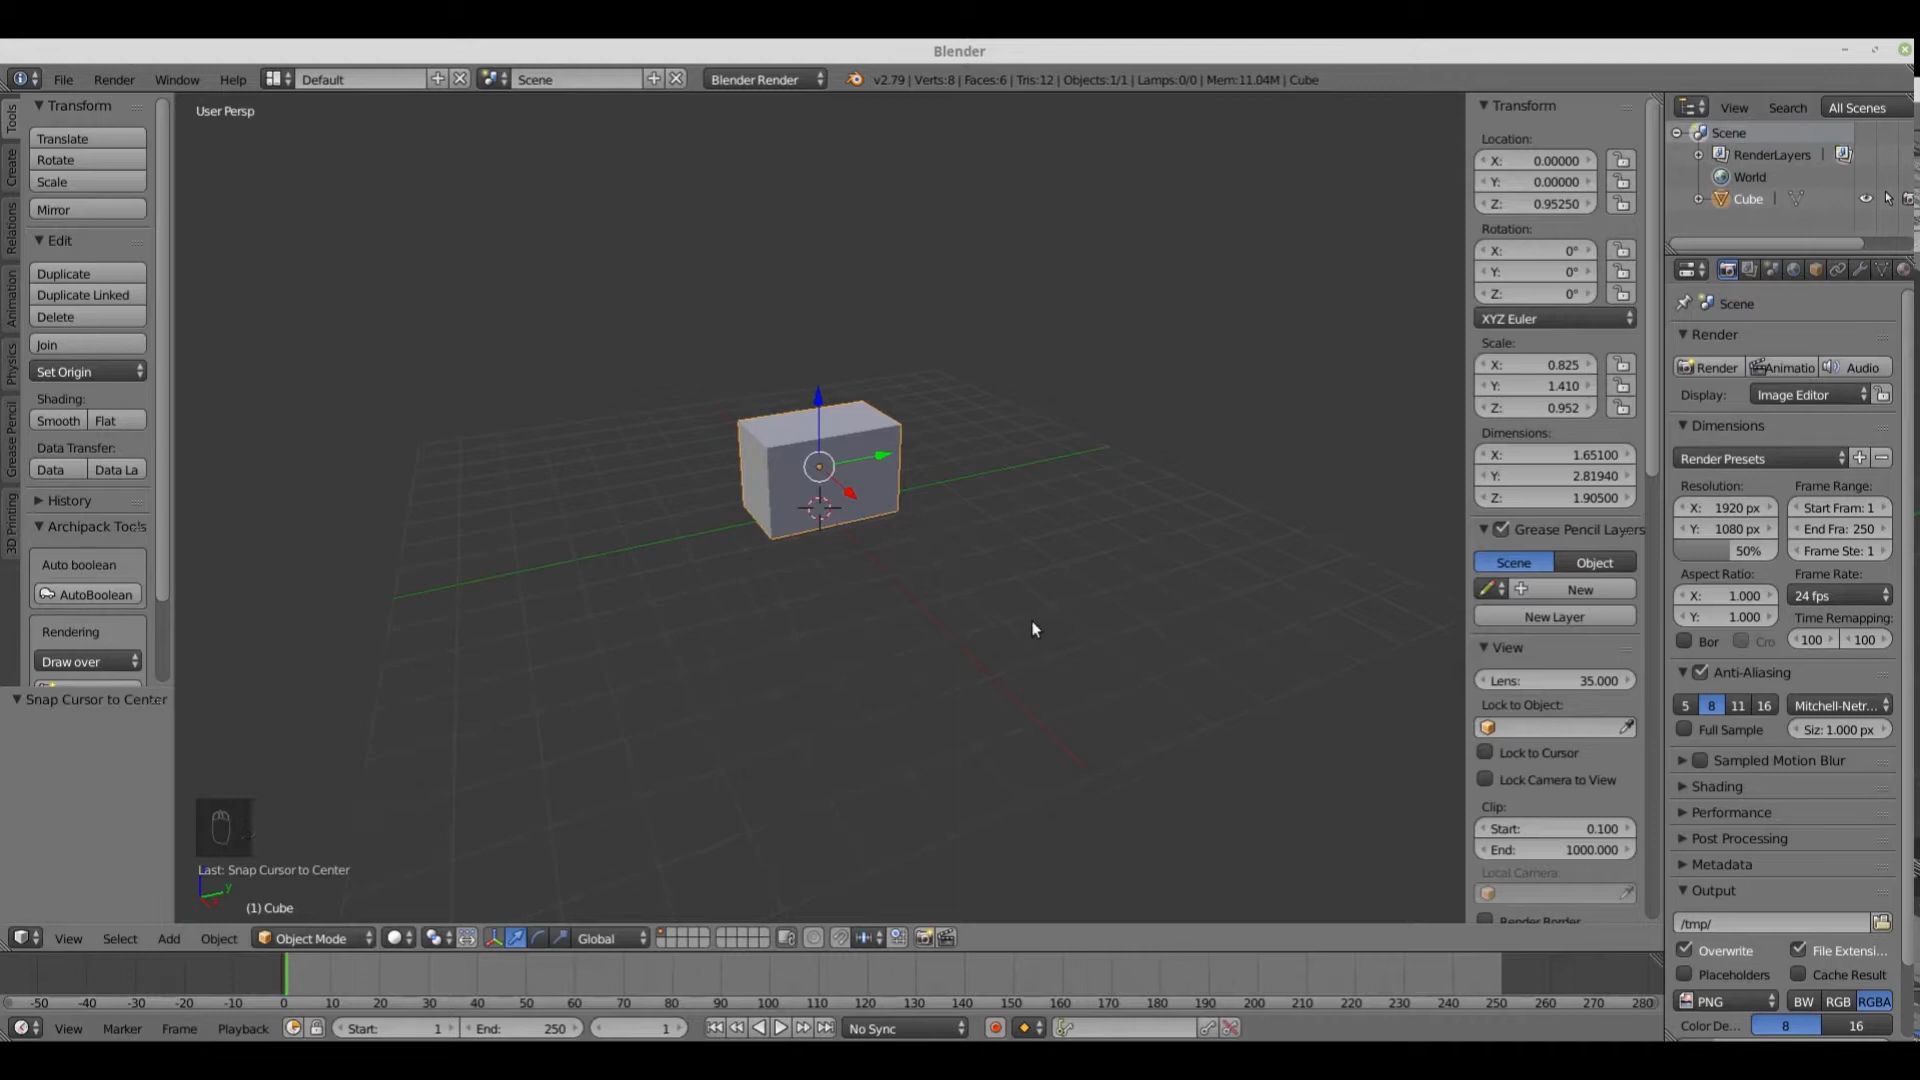 Blender
File Render Window Help Default Scene Blender Render v2.79 | Verts:8 | Faces:6 | Tris:12 | Objects:1/1 | Lamps:0/0 | Mem:11.04M | Cube
Tools
Create
Relations
Animation
Physics
Grease Pencil
3D Printing
Transform
Translate
Rotate
Scale
Mirror
Edit
Duplicate
Duplicate Linked
Delete
Join
Set Origin
Shading:
Smooth Flat
Data Transfer:
Data Data La
History
Archipack Tools
Auto boolean
AutoBoolean
Rendering
Draw over
Snap Cursor to Center
User Persp
Last: Snap Cursor to Center
y
(1) Cube
Transform
Location:
X: 0.00000
Y: 0.00000
Z: 0.95250
Rotation:
X: 0°
Y: 0°
Z: 0°
XYZ Euler
Scale:
X: 0.825
Y: 1.410
Z: 0.952
Dimensions:
X: 1.65100
Y: 2.81940
Z: 1.90500
Grease Pencil Layers
Scene Object
New
New Layer
View
Lens: 35.000
Lock to Object:
Lock to Cursor
Lock Camera to View
Clip:
Start: 0.100
End: 1000.000
Local Camera:
Render Border
View Search All Scenes
Scene
RenderLayers |
World
Cube |
Scene
Render
Render Animatio Audio
Display: Image Editor
Dimensions
Render Presets
Resolution: Frame Range:
X: 1920 px Start Fram: 1
Y: 1080 px End Fra: 250
50% Frame Ste: 1
Aspect Ratio: Frame Rate:
X: 1.000 24 fps
Y: 1.000 Time Remapping:
Bor Cro 100 100
Anti-Aliasing
5 8 11 16 Mitchell-Netr...
Full Sample Siz: 1.000 px
Sampled Motion Blur
Shading
Performance
Post Processing
Metadata
Output
/tmp/
Overwrite File Extensi...
Placeholders Cache Result
PNG BW RGB RGBA
Color De... 8 16
View Select Add Object Object Mode Global
-50 -40 -30 -20 -10 0 10 20 30 40 50 60 70 80 90 100 110 120 130 140 150 160 170 180 190 200 210 220 230 240 250 260 270 280
View Marker Frame Playback Start: 1 End: 250 1 No Sync